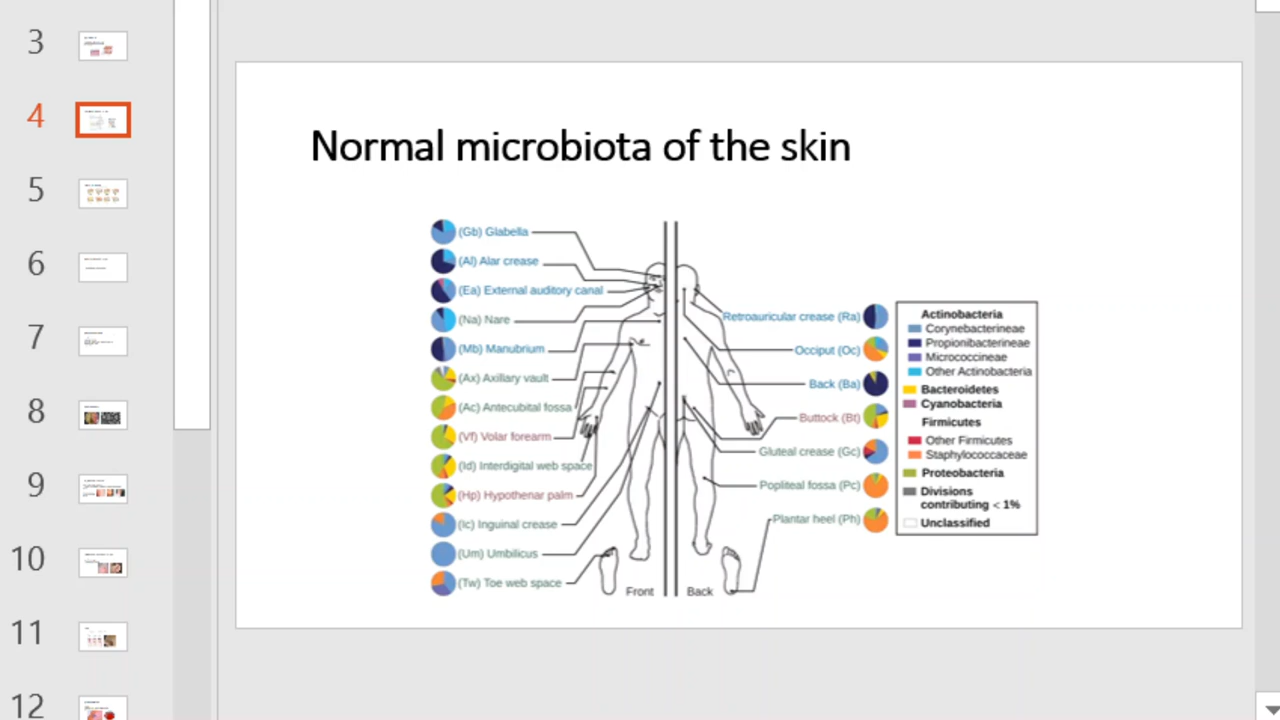 3
4
5
6
7
8
9
10
11
12
Normal microbiota of the skin
(Gb) Glabella
(Al) Alar crease
(Ea) External auditory canal
(Na) Nare
(Mb) Manubrium
(Ax) Axillary vault
(Ac) Antecubital fossa
(Vf) Volar forearm
(Id) Interdigital web space
(Hp) Hypothenar palm
(Ic) Inguinal crease
(Um) Umbilicus
(Tw) Toe web space
Front
Back
Retroauricular crease (Ra)
Occiput (Oc)
Back (Ba)
Buttock (Bt)
Gluteal crease (Gc)
Popliteal fossa (Pc)
Plantar heel (Ph)
Actinobacteria
Corynebacterineae
Propionibacterineae
Micrococcineae
Other Actinobacteria
Bacteroidetes
Cyanobacteria
Firmicutes
Other Firmicutes
Staphylococcaceae
Proteobacteria
Divisions
contributing < 1%
Unclassified